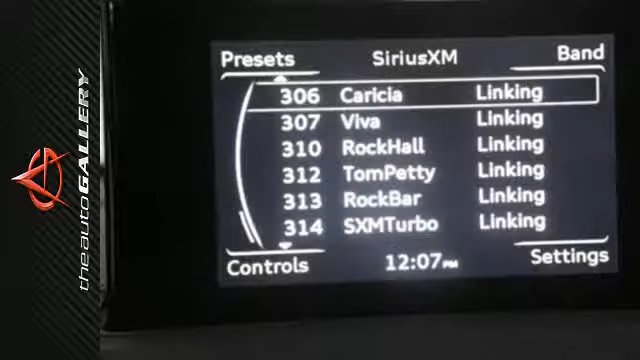 theautoGALLERY
Presets SiriusXM Band
306 Caricia Linking
307 Viva Linking
310 RockHall Linking
312 TomPetty Linking
313 RockBar Linking
314 SXMTurbo Linking
Controls 12:07PM Settings